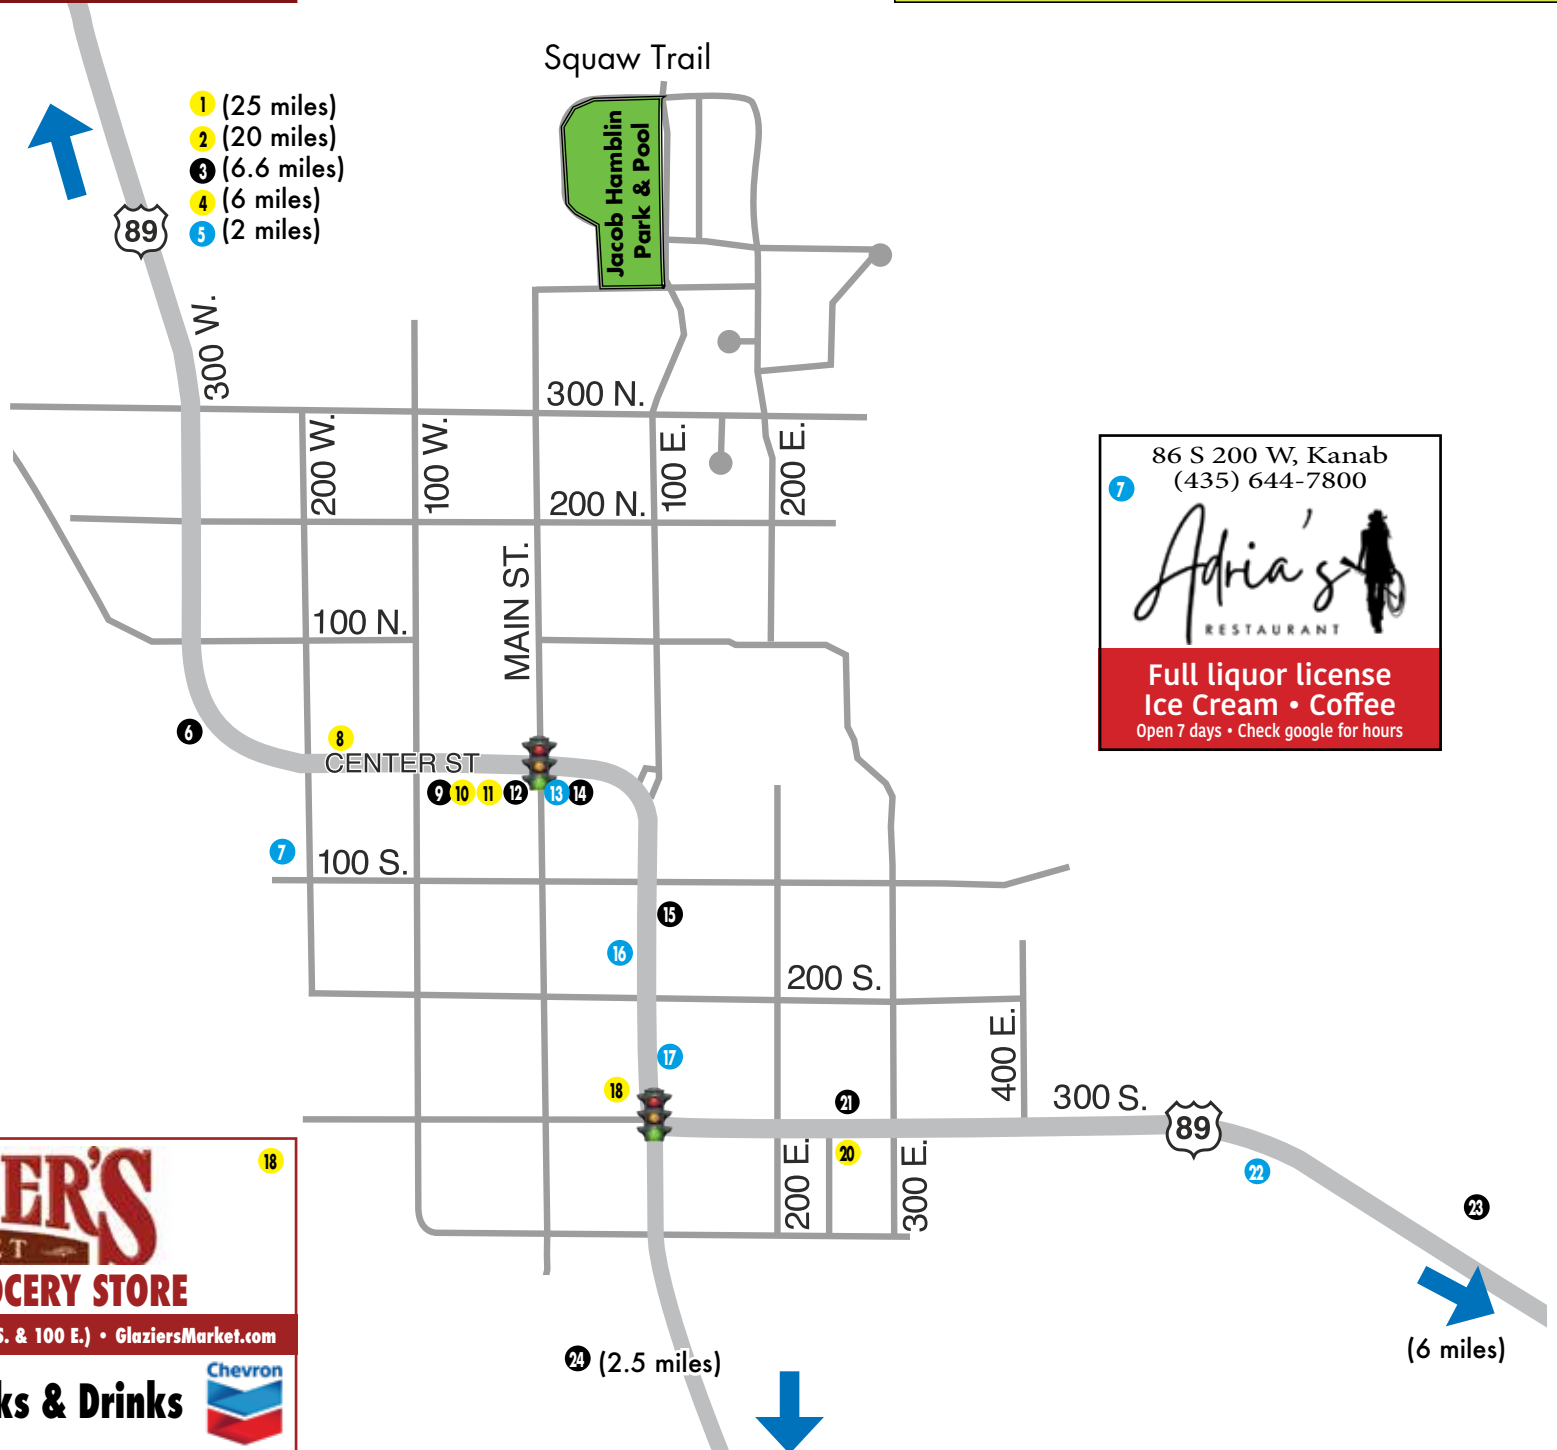 Squaw Trail
1 (25 miles)
2 (20 miles)
3 (6.6 miles)
4 (6 miles)
5 (2 miles)
89
Jacob Hamblin
Park & Pool
300 W.
300 N.
200 W.
100 W.
100 E.
200 E.
200 N.
MAIN ST.
100 N.
86 S 200 W, Kanab
(435) 644-7800
7
Adria's
RESTAURANT
Full liquor license
Ice Cream • Coffee
Open 7 days • Check google for hours
6
8
CENTER ST
9 10 11 12 13 14
7
100 S.
15
16
200 S.
400 E.
17
18
21
300 S.
89
20
200 E.
300 E.
22
23
18
ER'S
ET
OCERY STORE
S. & 100 E.) • GlaziersMarket.com
Chevron
ks & Drinks
24 (2.5 miles)
(6 miles)